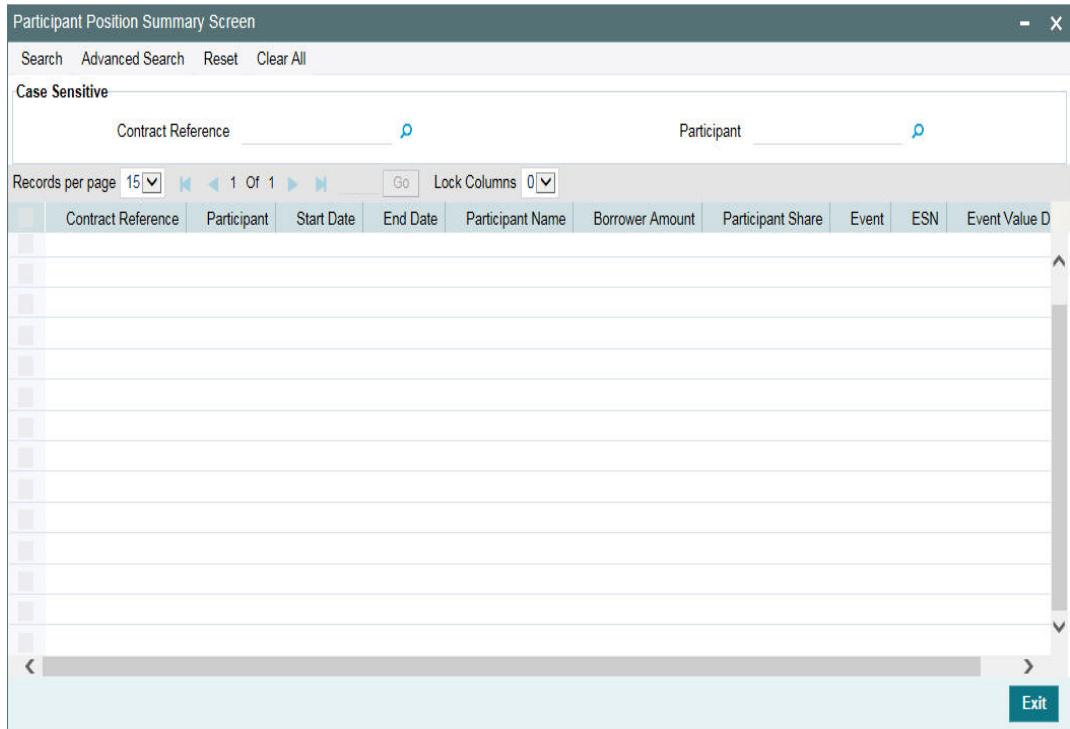 Participant Position Summary Screen
Search Advanced Search Reset Clear All
Case Sensitive
Contract Reference Participant
Records per page 15 1 Of 1 Go Lock Columns 0
Contract Reference Participant Start Date End Date Participant Name Borrower Amount Participant Share Event ESN Event Value D
Exit